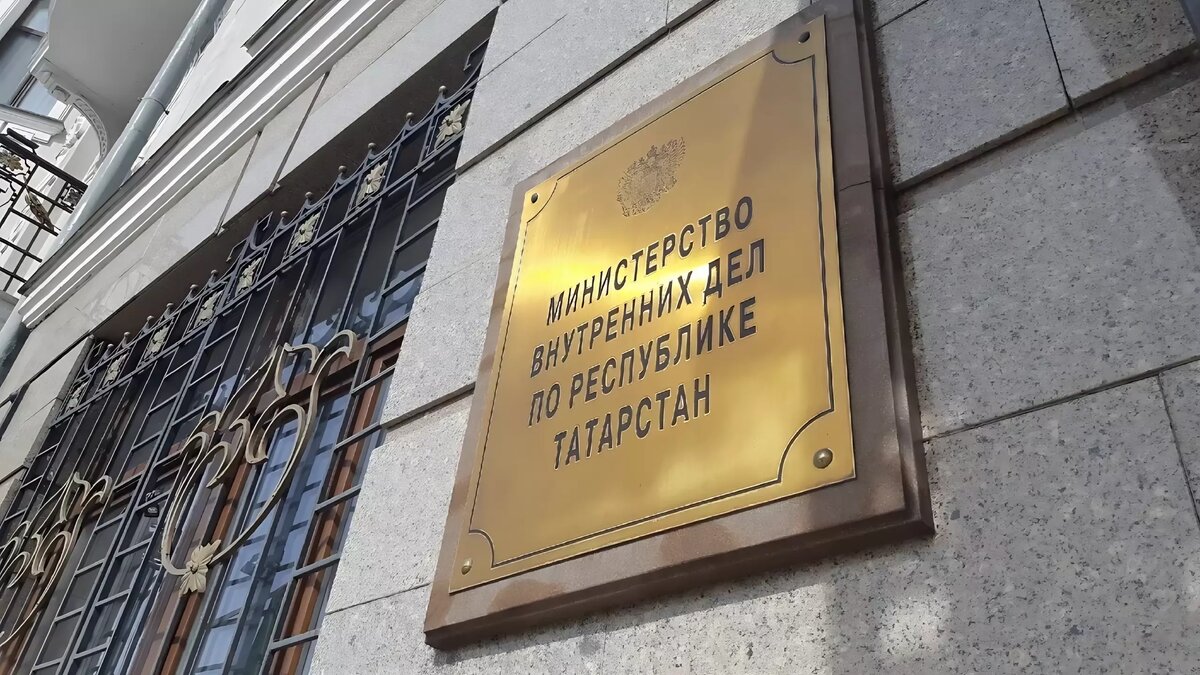 МИНИСТЕРСТВО
ВНУТРЕННИХ ДЕЛ
ПО РЕСПУБЛИКЕ
ТАТАРСТАН